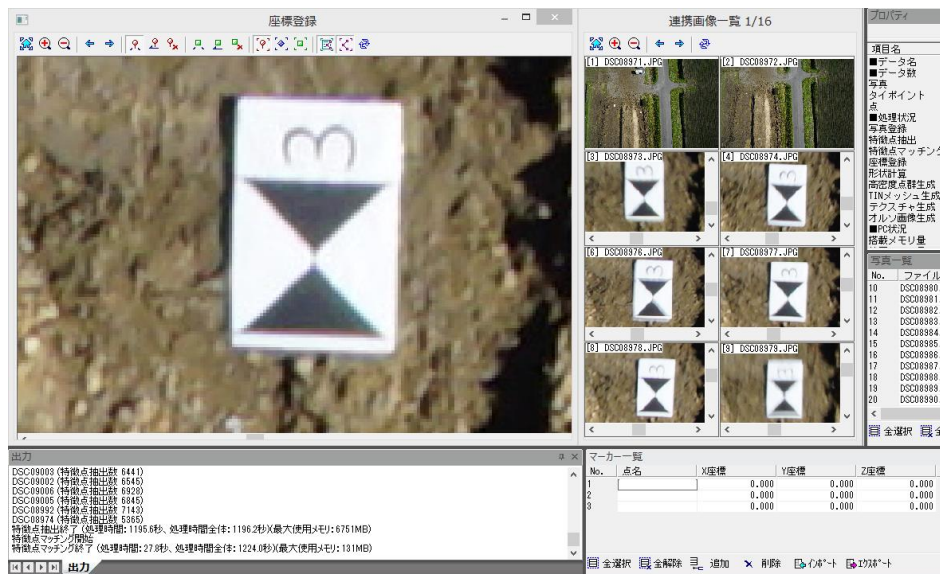 座標登録
3
連携画像一覧 1/16
[1] DSC08971.JPG
[2] DSC08972.JPG
[3] DSC08973.JPG
[4] DSC08974.JPG
[6] DSC08976.JPG
[7] DSC08977.JPG
[8] DSC08978.JPG
[9] DSC08979.JPG
プロパティ
項目名
■データ名
■データ数
写真
タイポイント
点
■処理状況
写真登録
特徴点抽出
特徴点マッチング
座標登録
形状計算
高密度点群生成
TINメッシュ生成
テクスチャ生成
オルソ画像生成
■PC状況
搭載メモリ量
写真一覧
No. ファイル
10 DSC08980.
11 DSC08981.
12 DSC08982.
13 DSC08983.
14 DSC08984.
15 DSC08985.
16 DSC08986.
17 DSC08987.
18 DSC08988.
19 DSC08989.
20 DSC08990.
全選択
出力
DSC09003 (特徴点抽出数 6441)
DSC09002 (特徴点抽出数 6545)
DSC09006 (特徴点抽出数 6928)
DSC09005 (特徴点抽出数 6845)
DSC08992 (特徴点抽出数 7143)
DSC08974 (特徴点抽出数 5365)
特徴点抽出終了 (処理時間: 1195.6秒、処理時間全体: 1196.2秒)(最大使用メモリ: 6751MB)
特徴点マッチング開始
特徴点マッチング終了 (処理時間: 27.8秒、処理時間全体: 1224.0秒)(最大使用メモリ: 131MB)
出力
マーカー一覧
No. 点名 X座標 Y座標 Z座標
1 0.000 0.000 0.000
2 0.000 0.000 0.000
3 0.000 0.000 0.000
全選択 全解除 追加 削除 インポート エクスポート